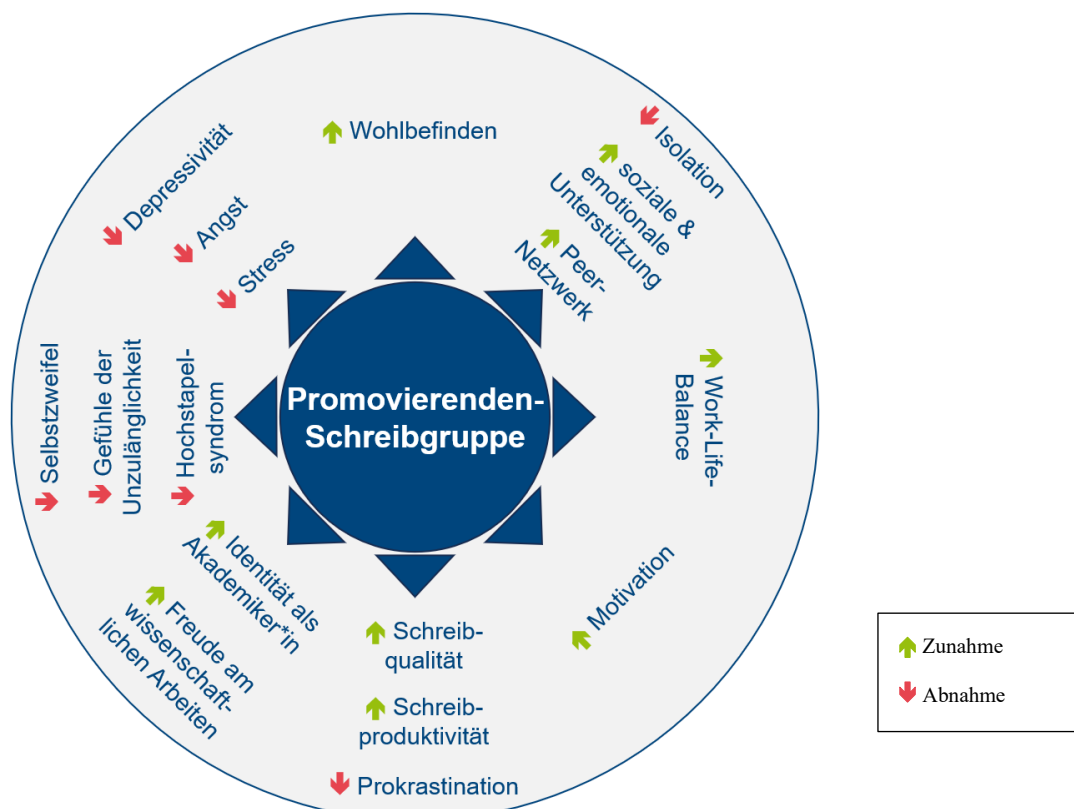 Wohlbefinden
Isolation
soziale &
emotionale
Unterstützung
Peer-
Netzwerk
Work-Life-
Balance
Motivation
Schreib-
qualität
Schreib-
produktivität
Prokrastination
Identität als
Akademiker*in
Freude am
wissenschaft-
lichen Arbeiten
Hochstapel-
syndrom
Gefühle der
Unzulänglichkeit
Selbstzweifel
Depressivität
Angst
Stress
Promovierenden-
Schreibgruppe
Zunahme
Abnahme